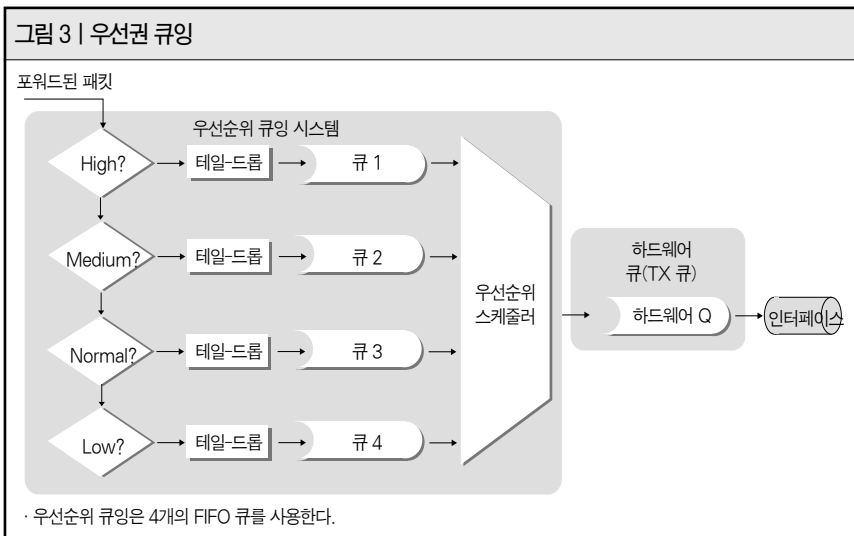 그림 3 | 우선권 큐잉
포워드된 패킷
우선순위 큐잉 시스템
High?
테일-드롭
큐 1
Medium?
테일-드롭
큐 2
Normal?
테일-드롭
큐 3
Low?
테일-드롭
큐 4
우선순위
스케줄러
하드웨어
큐(TX 큐)
하드웨어 Q
인터페이스
· 우선순위 큐잉은 4개의 FIFO 큐를 사용한다.